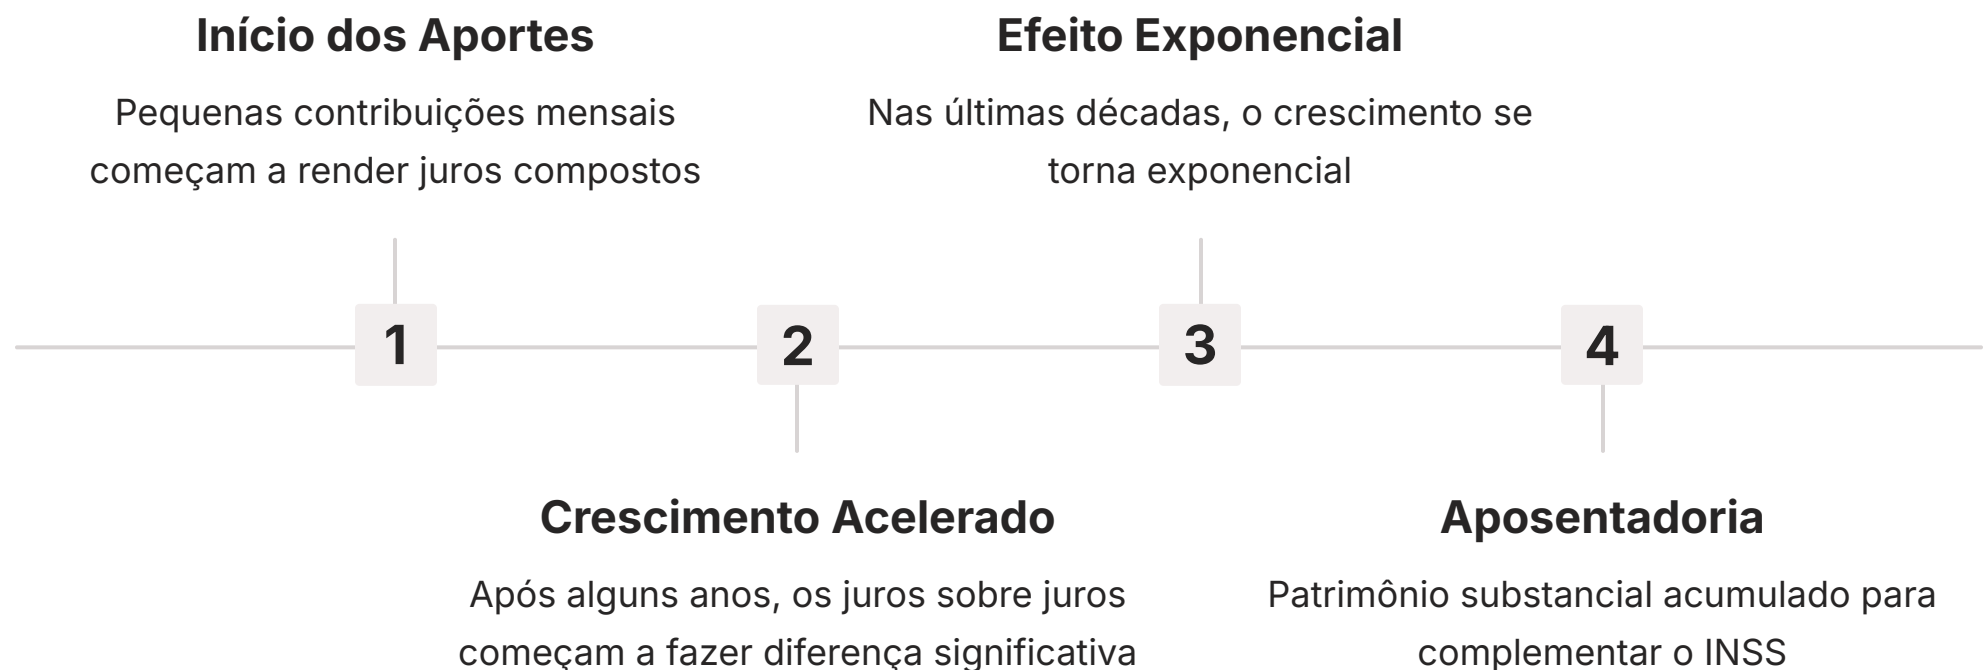 Início dos Aportes
Pequenas contribuições mensais
começam a render juros compostos
Efeito Exponencial
Nas últimas décadas, o crescimento se
torna exponencial
1
2
3
4
Crescimento Acelerado
Após alguns anos, os juros sobre juros
começam a fazer diferença significativa
Aposentadoria
Patrimônio substancial acumulado para
complementar o INSS